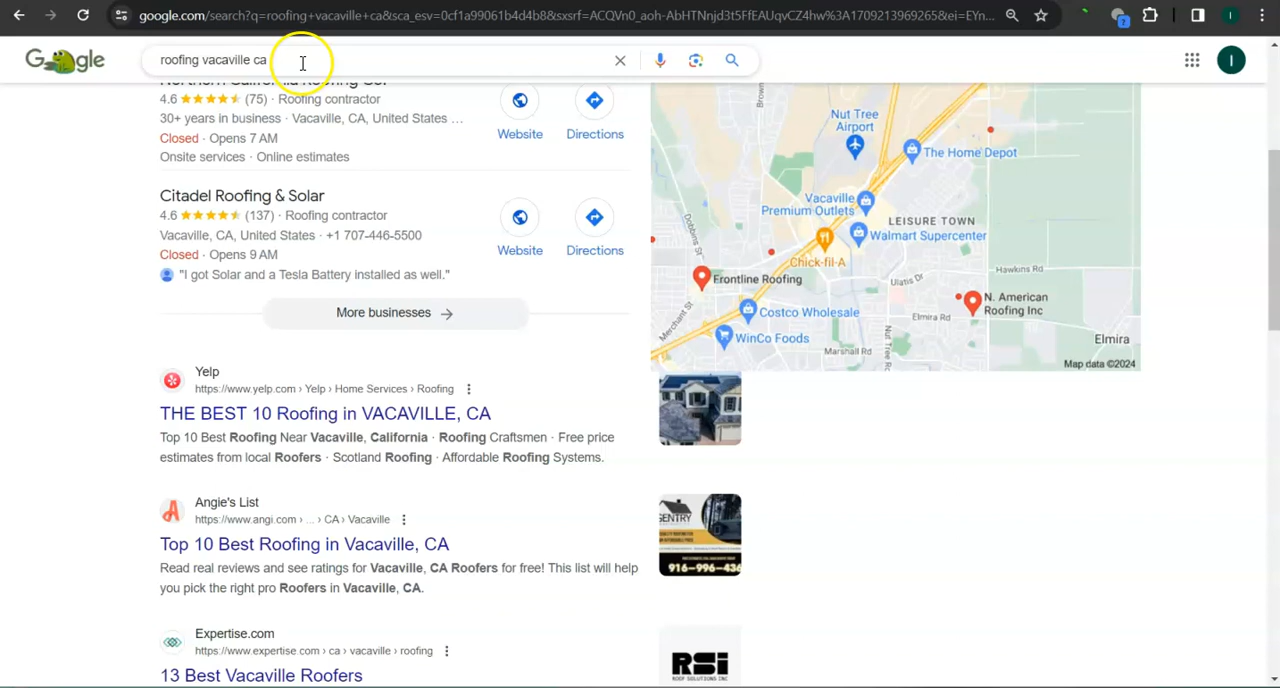 google.com/search?q=roofing+vacaville+ca&sca_esv=0cf1a99061b4d4b8&sxsrf=ACQVn0_aoh-AbHTNnjd3t5FfEAUqvCZ4hw%3A1709213969265&ei=EYn...
2
I
Google
roofing vacaville ca
I
4.6 (75) · Roofing contractor
30+ years in business · Vacaville, CA, United States ...
Closed · Opens 7 AM
Onsite services · Online estimates
Website
Directions
Citadel Roofing & Solar
4.6 (137) · Roofing contractor
Vacaville, CA, United States · +1 707-446-5500
Closed · Opens 9 AM
"I got Solar and a Tesla Battery installed as well."
Website
Directions
More businesses →
Brown
Nut Tree
Airport
The Home Depot
Vacaville
Premium Outlets
LEISURE TOWN
Walmart Supercenter
Dobbins St
Chick-fil-A
Hawkins Rd
Frontline Roofing
Ulatis Dr
N. American
Roofing Inc
Merchant St
Costco Wholesale
Elmira Rd
WinCo Foods
Nut Tree Rd
Elmira
Marshall Rd
Map data ©2024
Yelp
https://www.yelp.com › Yelp › Home Services › Roofing
THE BEST 10 Roofing in VACAVILLE, CA
Top 10 Best Roofing Near Vacaville, California · Roofing Craftsmen · Free price
estimates from local Roofers · Scotland Roofing · Affordable Roofing Systems.
Angie's List
https://www.angi.com › ... › CA › Vacaville
Top 10 Best Roofing in Vacaville, CA
Read real reviews and see ratings for Vacaville, CA Roofers for free! This list will help
you pick the right pro Roofers in Vacaville, CA.
GENTRY
916-996-436
Expertise.com
https://www.expertise.com › ca › vacaville › roofing
13 Best Vacaville Roofers
RSi
ROOF SOLUTIONS INC